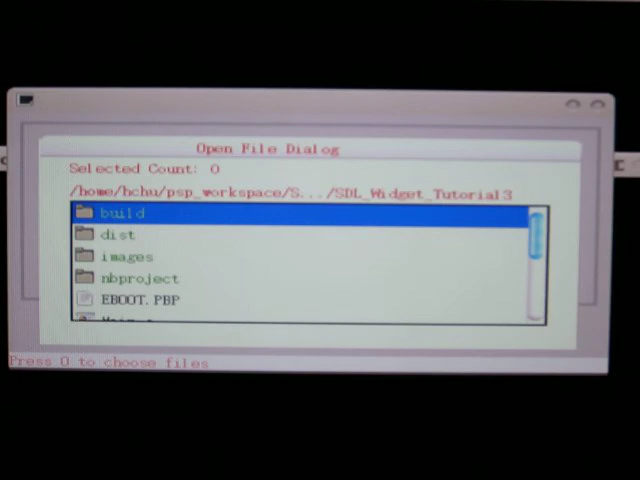 Open File Dialog
Selected Count: 0
/home/hchu/psp_workspace/S.../SDL_Widget_Tutorial3
build
dist
images
nbproject
EBOOT.PBP
Press O to choose files